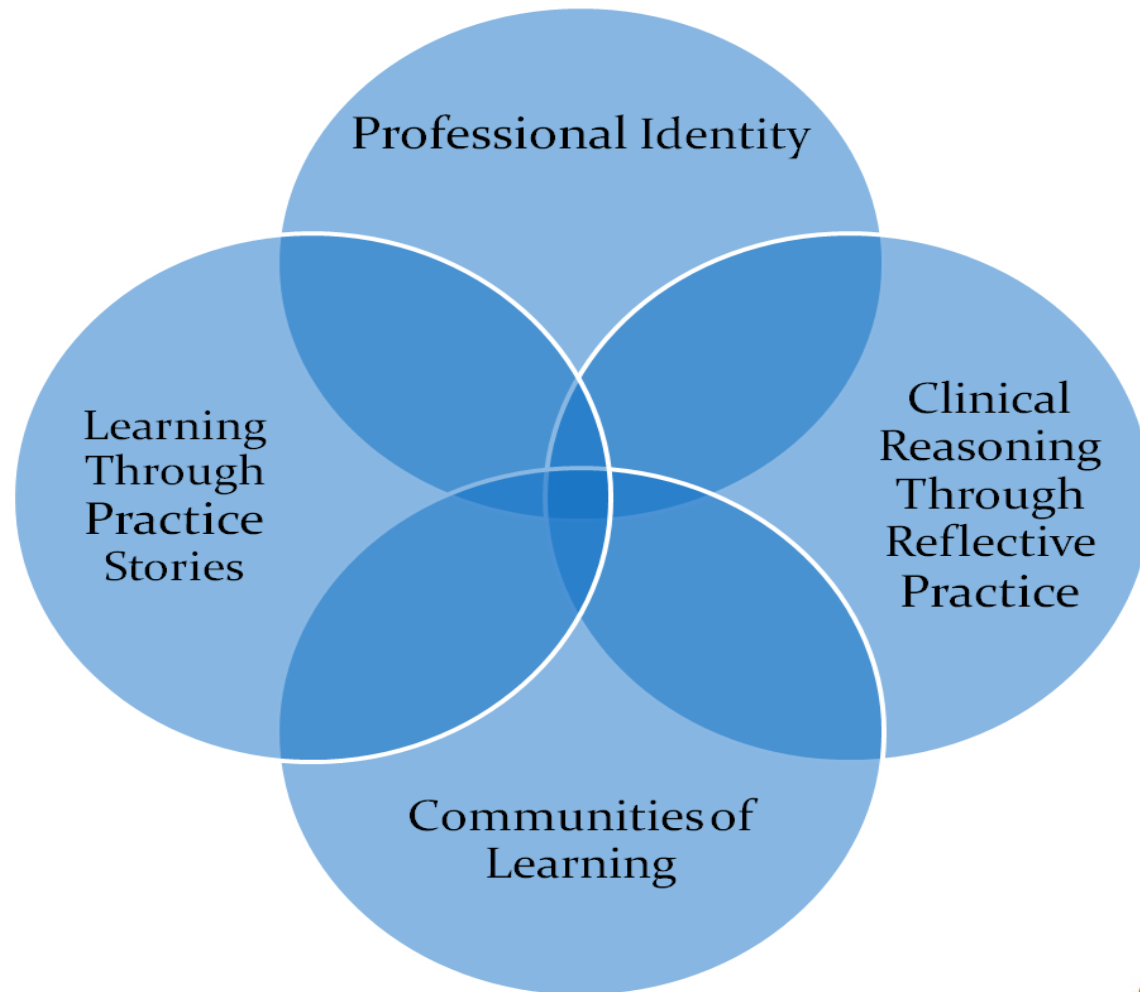 Professional Identity
Learning
Through
Practice
Stories
Clinical
Reasoning
Through
Reflective
Practice
Communities of
Learning